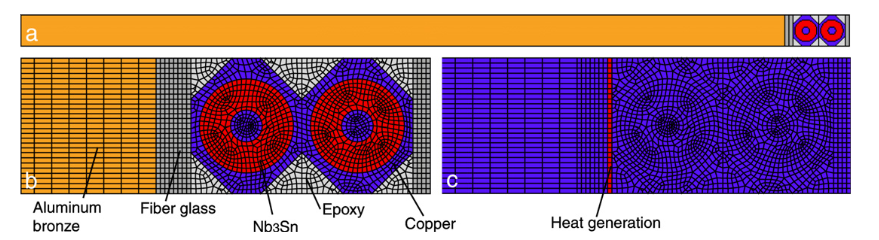 a
b
c
Aluminum
bronze
Fiber glass
Nb3Sn
Epoxy
Copper
Heat generation